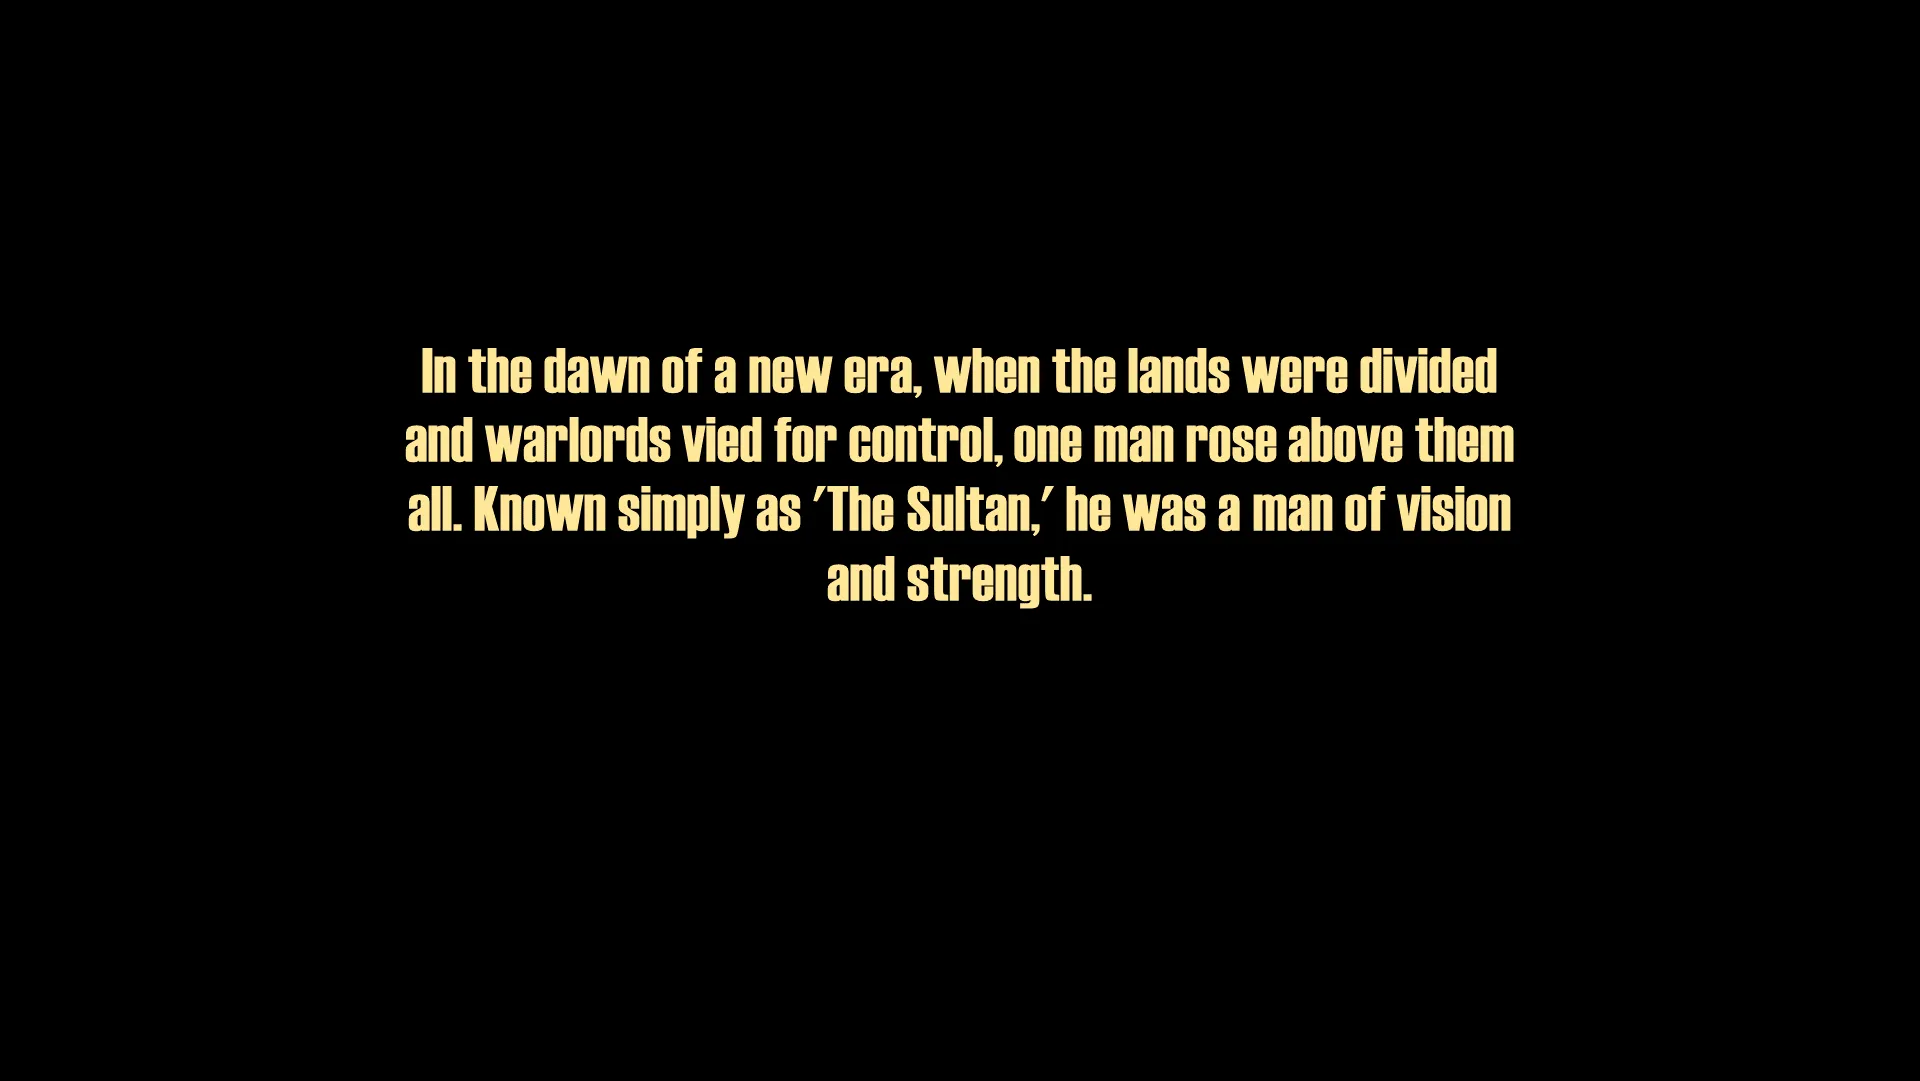 In the dawn of a new era, when the lands were divided
and warlords vied for control, one man rose above them
all. Known simply as 'The Sultan,' he was a man of vision
and strength.